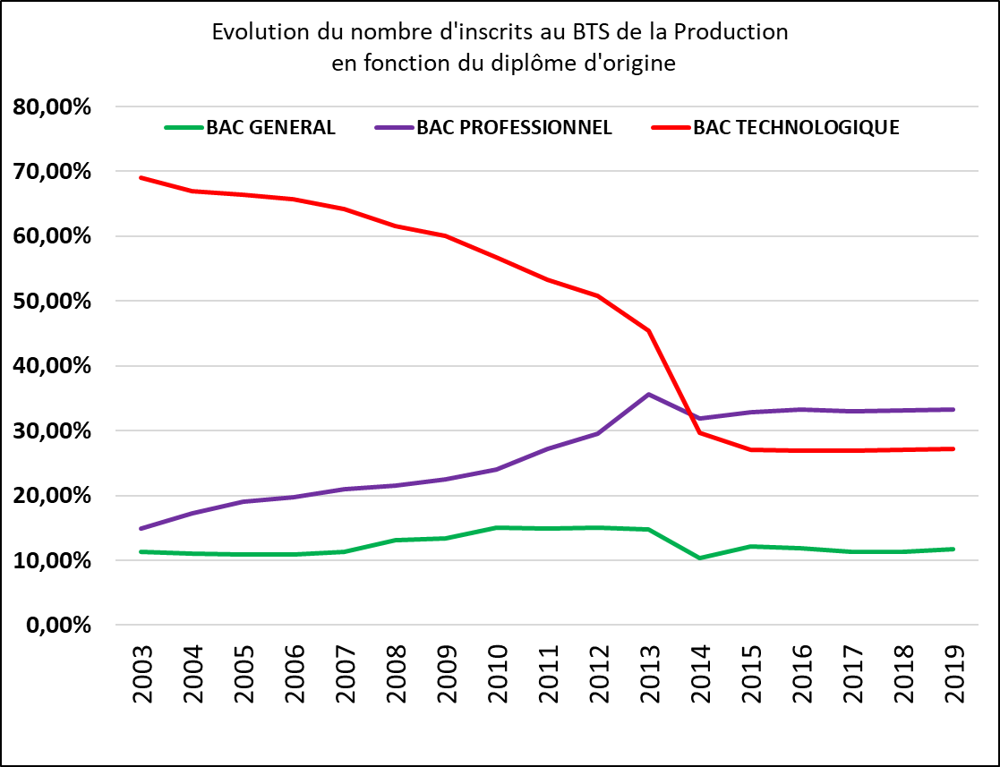 Evolution du nombre d'inscrits au BTS de la Production
en fonction du diplôme d'origine
80,00%
BAC GENERAL BAC PROFESSIONNEL BAC TECHNOLOGIQUE
70,00%
60,00%
50,00%
40,00%
30,00%
20,00%
10,00%
0,00%
2003 2004 2005 2006 2007 2008 2009 2010 2011 2012 2013 2014 2015 2016 2017 2018 2019